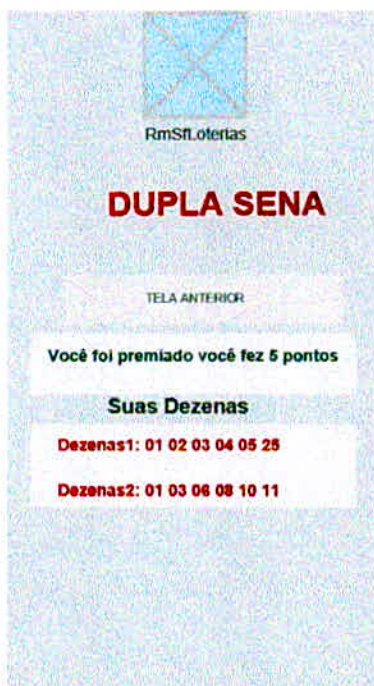 RmSfLoterias
DUPLA SENA
TELA ANTERIOR
Você foi premiado você fez 5 pontos
Suas Dezenas
Dezenas1: 01 02 03 04 05 25
Dezenas2: 01 03 06 08 10 11